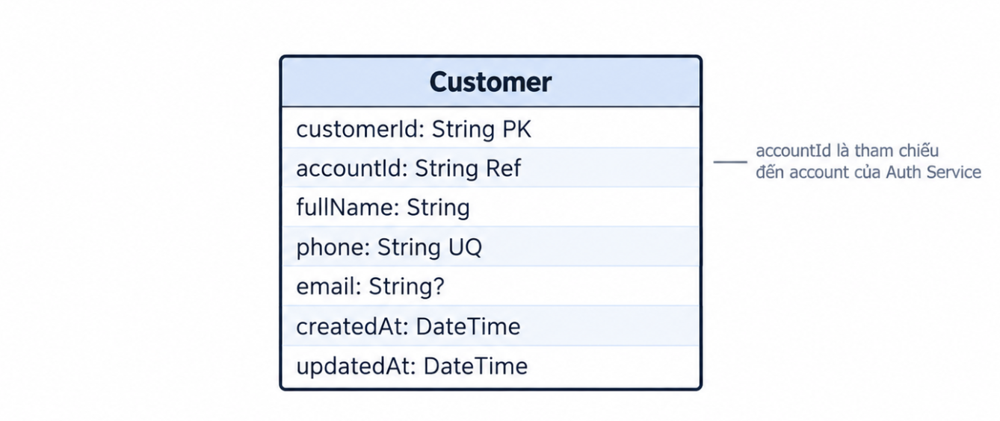 Customer
customerId: String PK
accountId: String Ref
fullName: String
phone: String UQ
email: String?
createdAt: DateTime
updatedAt: DateTime
accountId là tham chiếu
đến account của Auth Service